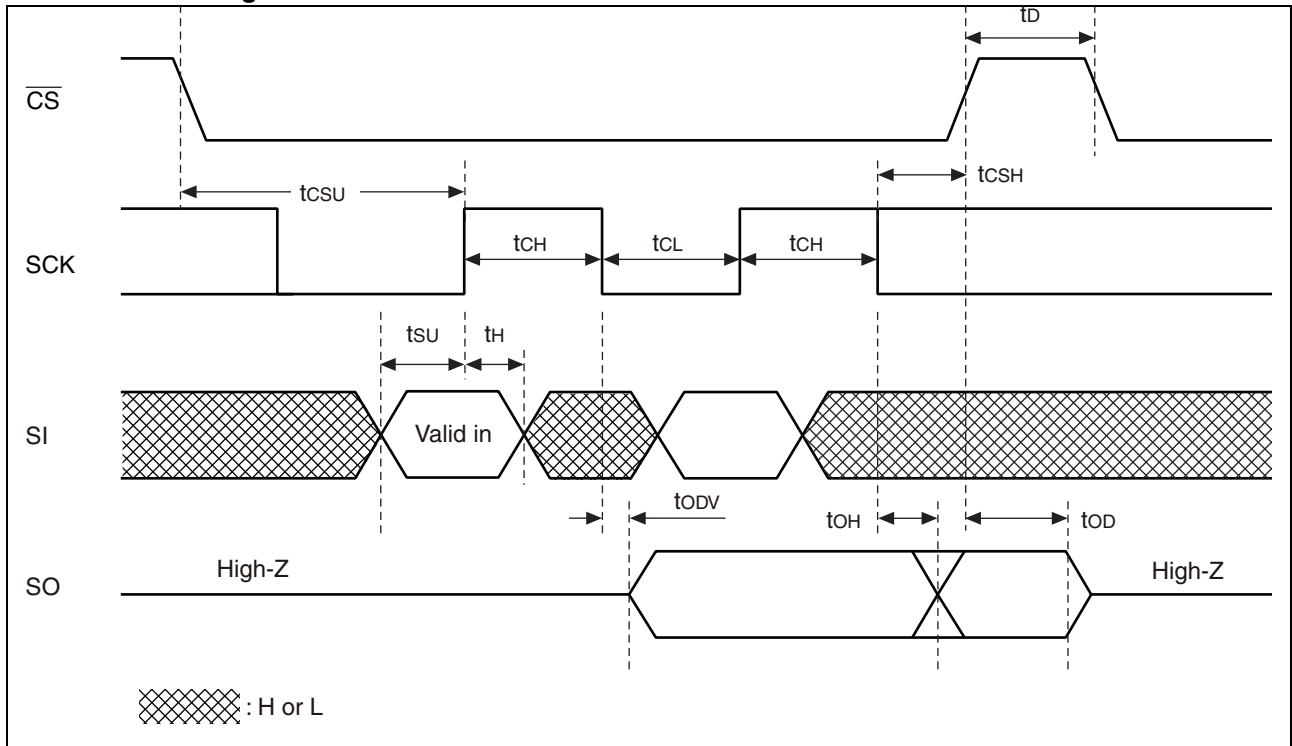 tD
CS
tCSU
tCSH
SCK
tCH
tCL
tCH
tSU
tH
SI
Valid in
tODV
tOH
tOD
SO
High-Z
High-Z
: H or L